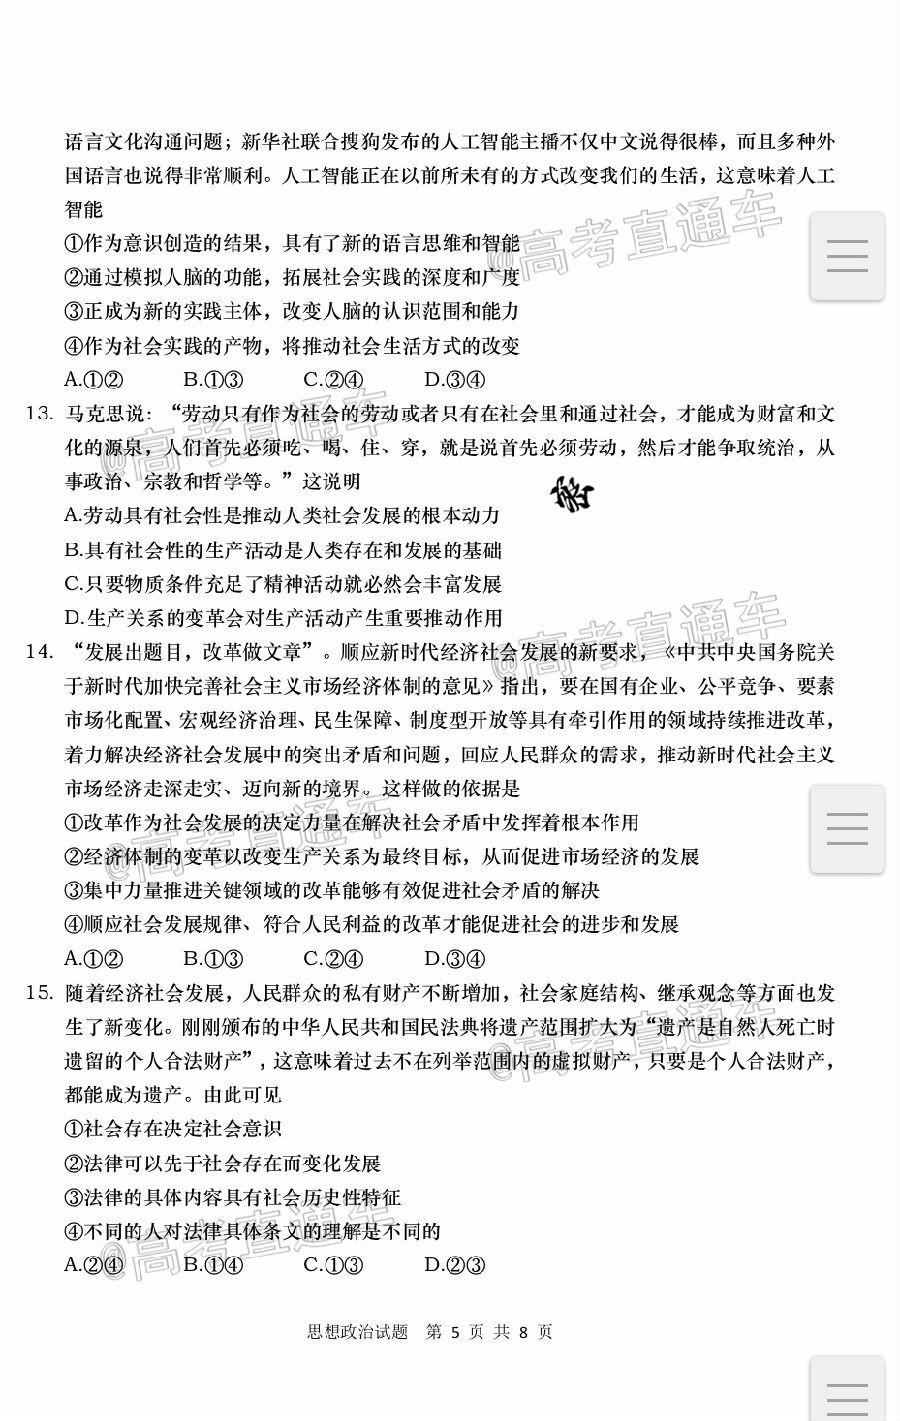 语言文化沟通问题；新华社联合搜狗发布的人工智能主播不仅中文说得很棒，而且多种外
国语言也说得非常顺利。人工智能正在以前所未有的方式改变我们的生活，这意味着人工
智能
①作为意识创造的结果，具有了新的语言思维和智能
@高考直通车
②通过模拟人脑的功能，拓展社会实践的深度和广度
③正成为新的实践主体，改变人脑的认识范围和能力
④作为社会实践的产物，将推动社会生活方式的改变
A.①② B.①③ C.②④ D.③④
13. 马克思说：“劳动只有作为社会的劳动或者只有在社会里和通过社会，才能成为财富和文
化的源泉，人们首先必须吃、喝、住、穿，就是说首先必须劳动，然后才能争取统治，从
@高考直通车
事政治、宗教和哲学等。”这说明
密
A.劳动具有社会性是推动人类社会发展的根本动力
B.具有社会性的生产活动是人类存在和发展的基础
C.只要物质条件充足了精神活动就必然会丰富发展
D.生产关系的变革会对生产活动产生重要推动作用
@高考直通车
14. “发展出题目，改革做文章”。顺应新时代经济社会发展的新要求，《中共中央国务院关
于新时代加快完善社会主义市场经济体制的意见》指出，要在国有企业、公平竞争、要素
市场化配置、宏观经济治理、民生保障、制度型开放等具有牵引作用的领域持续推进改革，
着力解决经济社会发展中的突出矛盾和问题，回应人民群众的需求，推动新时代社会主义
市场经济走深走实、迈向新的境界。这样做的依据是
①改革作为社会发展的决定力量在解决社会矛盾中发挥着根本作用
@高考直通车
②经济体制的变革以改变生产关系为最终目标，从而促进市场经济的发展
③集中力量推进关键领域的改革能够有效促进社会矛盾的解决
④顺应社会发展规律、符合人民利益的改革才能促进社会的进步和发展
A.①② B.①③ C.②④ D.③④
15. 随着经济社会发展，人民群众的私有财产不断增加，社会家庭结构、继承观念等方面也发
生了新变化。刚刚颁布的中华人民共和国民法典将遗产范围扩大为“遗产是自然人死亡时
@高考直通车
遗留的个人合法财产”，这意味着过去不在列举范围内的虚拟财产，只要是个人合法财产，
都能成为遗产。由此可见
①社会存在决定社会意识
②法律可以先于社会存在而变化发展
③法律的具体内容具有社会历史性特征
④不同的人对法律具体条文的理解是不同的
@高考直通车
A.②④ B.①④ C.①③ D.②③
思想政治试题 第 5 页 共 8 页